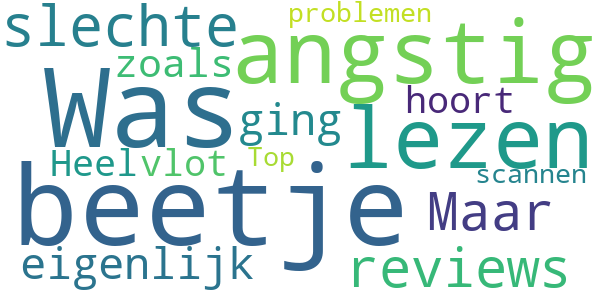 problemen
slechte
angstig
zoals
Was
hoort
ging
lezen
Heel
vlot
Top
scannen
beetje
Maar
eigenlijk
reviews